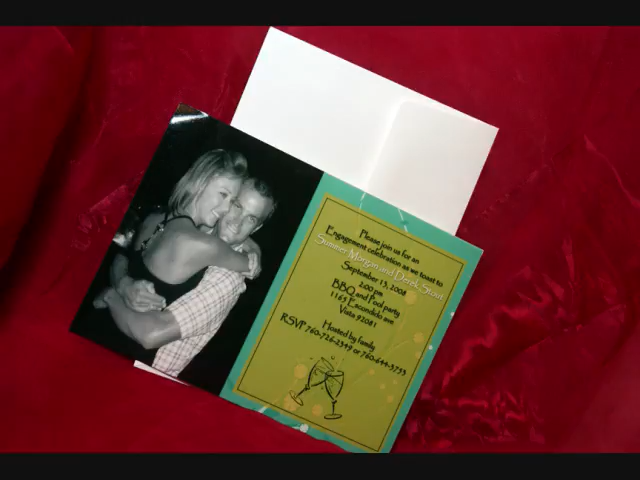 Please join us for an
Engagement celebration as we toast to
Summer Morgan and Derek Stout
September 13, 2008
2:00 pm
BBQ and Pool party
1165 Escondido ave
Vista 92081
Hosted by family
RSVP 760-726-2349 or 760-644-3753